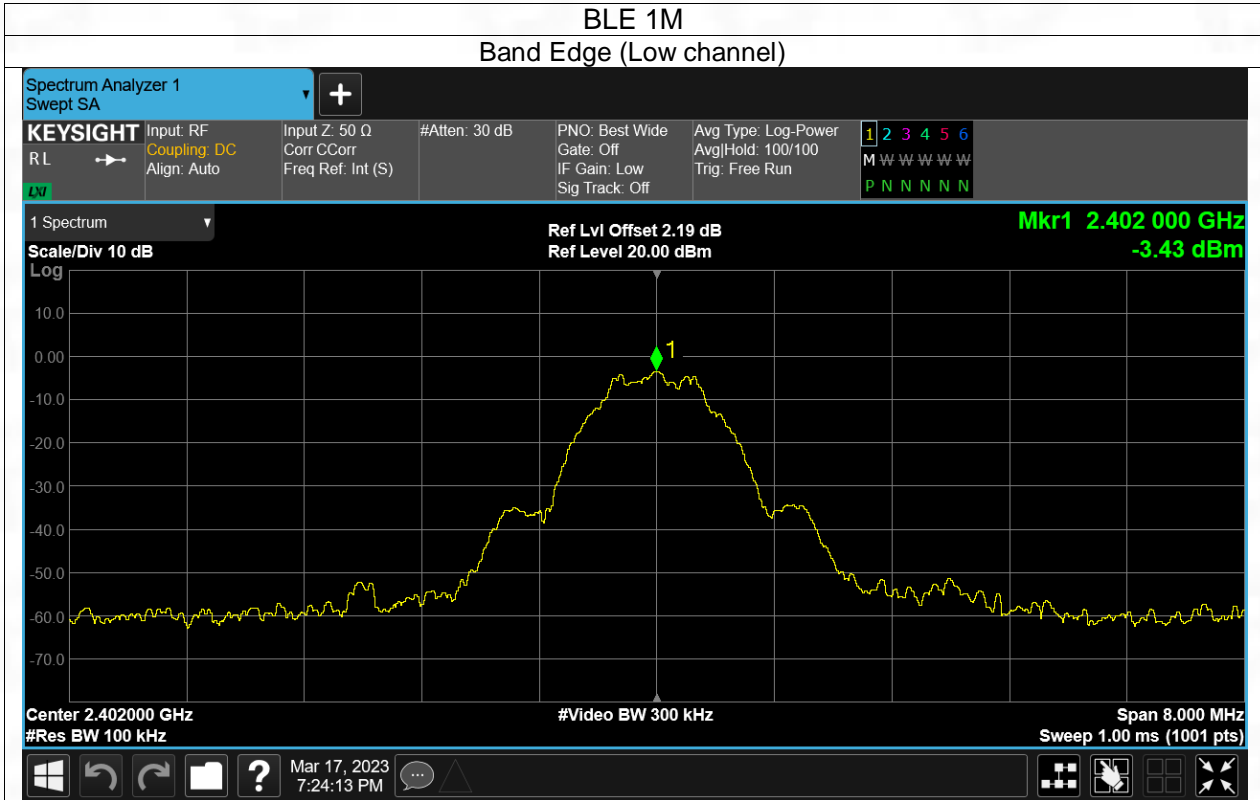 BLE 1M
Band Edge (Low channel)
Spectrum Analyzer 1
Swept SA
KEYSIGHT
R L
LXI
Input: RF
Coupling: DC
Align: Auto
Input Z: 50 Ω
Corr CCorr
Freq Ref: Int (S)
#Atten: 30 dB
PNO: Best Wide
Gate: Off
IF Gain: Low
Sig Track: Off
Avg Type: Log-Power
Avg|Hold: 100/100
Trig: Free Run
1 2 3 4 5 6
M W W W W W
P N N N N N
1 Spectrum
Scale/Div 10 dB
Ref Lvl Offset 2.19 dB
Ref Level 20.00 dBm
Mkr1 2.402 000 GHz
-3.43 dBm
Log
10.0
0.00
-10.0
-20.0
-30.0
-40.0
-50.0
-60.0
-70.0
1
Center 2.402000 GHz
#Res BW 100 kHz
#Video BW 300 kHz
Span 8.000 MHz
Sweep 1.00 ms (1001 pts)
?
Mar 17, 2023
7:24:13 PM